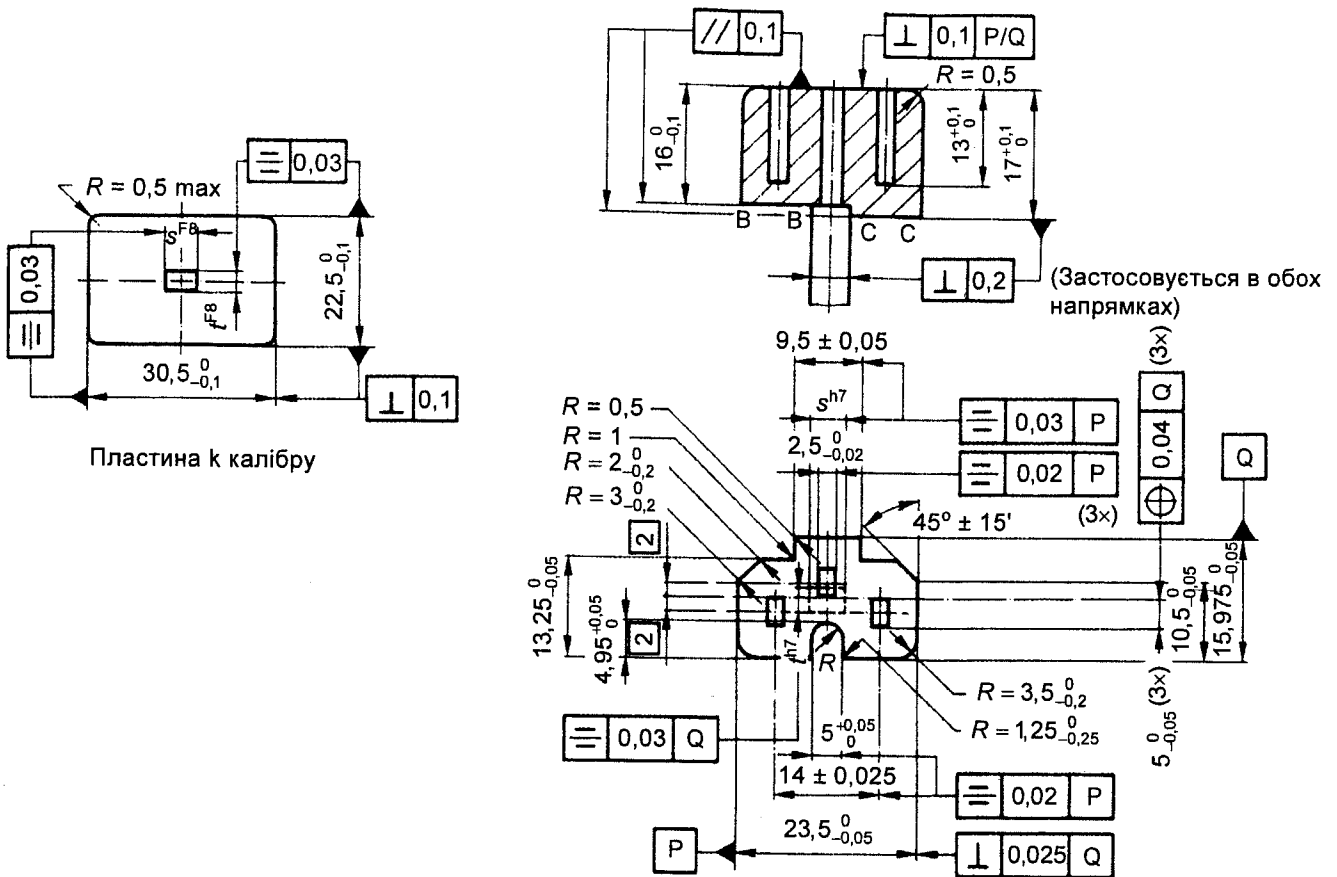 // 0,1
⊥ 0,1 P/Q
R = 0,5
16 0 −0,1
13 +0,1 0
17 +0,1 0
B B C C
⊥ 0,2
(Застосовується в обох
напрямках)
⌯ 0,03
R = 0,5 max
s F8
t F8
⌯ 0,03
22,5 0 −0,1
30,5 0 −0,1
⊥ 0,1
Пластина k калібру
9,5 ± 0,05
s h7
2,5 0 −0,02
R = 0,5
R = 1
R = 2 0 −0,2
R = 3 0 −0,2
⌯ 0,03 P
⌯ 0,02 P
(3×)
⌖ 0,04 Q (3×)
Q
45° ± 15'
2
2
13,25 0 −0,05
4,95 +0,05 0
t h7
R
10,5 0 −0,05
15,975 0 −0,05
5 0 −0,05 (3×)
R = 3,5 0 −0,2
R = 1,25 0 −0,25
⌯ 0,03 Q
5 +0,05 0
14 ± 0,025
⌯ 0,02 P
23,5 0 −0,05
P
⊥ 0,025 Q